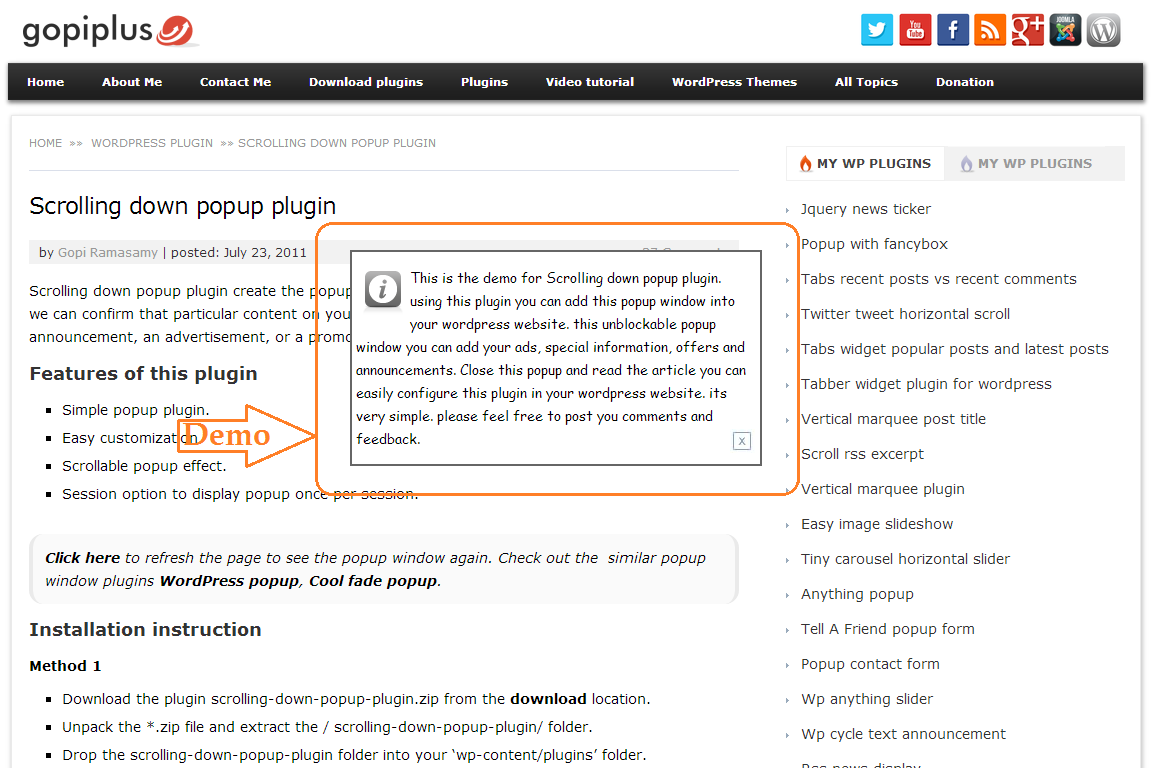 gopiplus
You
Tube
JOOMLA
Home About Me Contact Me Download plugins Plugins Video tutorial WordPress Themes All Topics Donation
HOME »» WORDPRESS PLUGIN »» SCROLLING DOWN POPUP PLUGIN
Scrolling down popup plugin
by Gopi Ramasamy | posted: July 23, 2011
Scrolling down popup plugin create the popup
we can confirm that particular content on you
announcement, an advertisement, or a promo
Features of this plugin
Simple popup plugin.
Easy customization
Scrollable popup effect.
Session option to display popup once per session.
Demo
This is the demo for Scrolling down popup plugin.
using this plugin you can add this popup window into
your wordpress website. this unblockable popup
window you can add your ads, special information, offers and
announcements. Close this popup and read the article you can
easily configure this plugin in your wordpress website. its
very simple. please feel free to post you comments and
feedback.
X
Click here to refresh the page to see the popup window again. Check out the similar popup
window plugins WordPress popup, Cool fade popup.
Installation instruction
Method 1
Download the plugin scrolling-down-popup-plugin.zip from the download location.
Unpack the *.zip file and extract the / scrolling-down-popup-plugin/ folder.
Drop the scrolling-down-popup-plugin folder into your ‘wp-content/plugins’ folder.
MY WP PLUGINS MY WP PLUGINS
Jquery news ticker
Popup with fancybox
Tabs recent posts vs recent comments
Twitter tweet horizontal scroll
Tabs widget popular posts and latest posts
Tabber widget plugin for wordpress
Vertical marquee post title
Scroll rss excerpt
Vertical marquee plugin
Easy image slideshow
Tiny carousel horizontal slider
Anything popup
Tell A Friend popup form
Popup contact form
Wp anything slider
Wp cycle text announcement